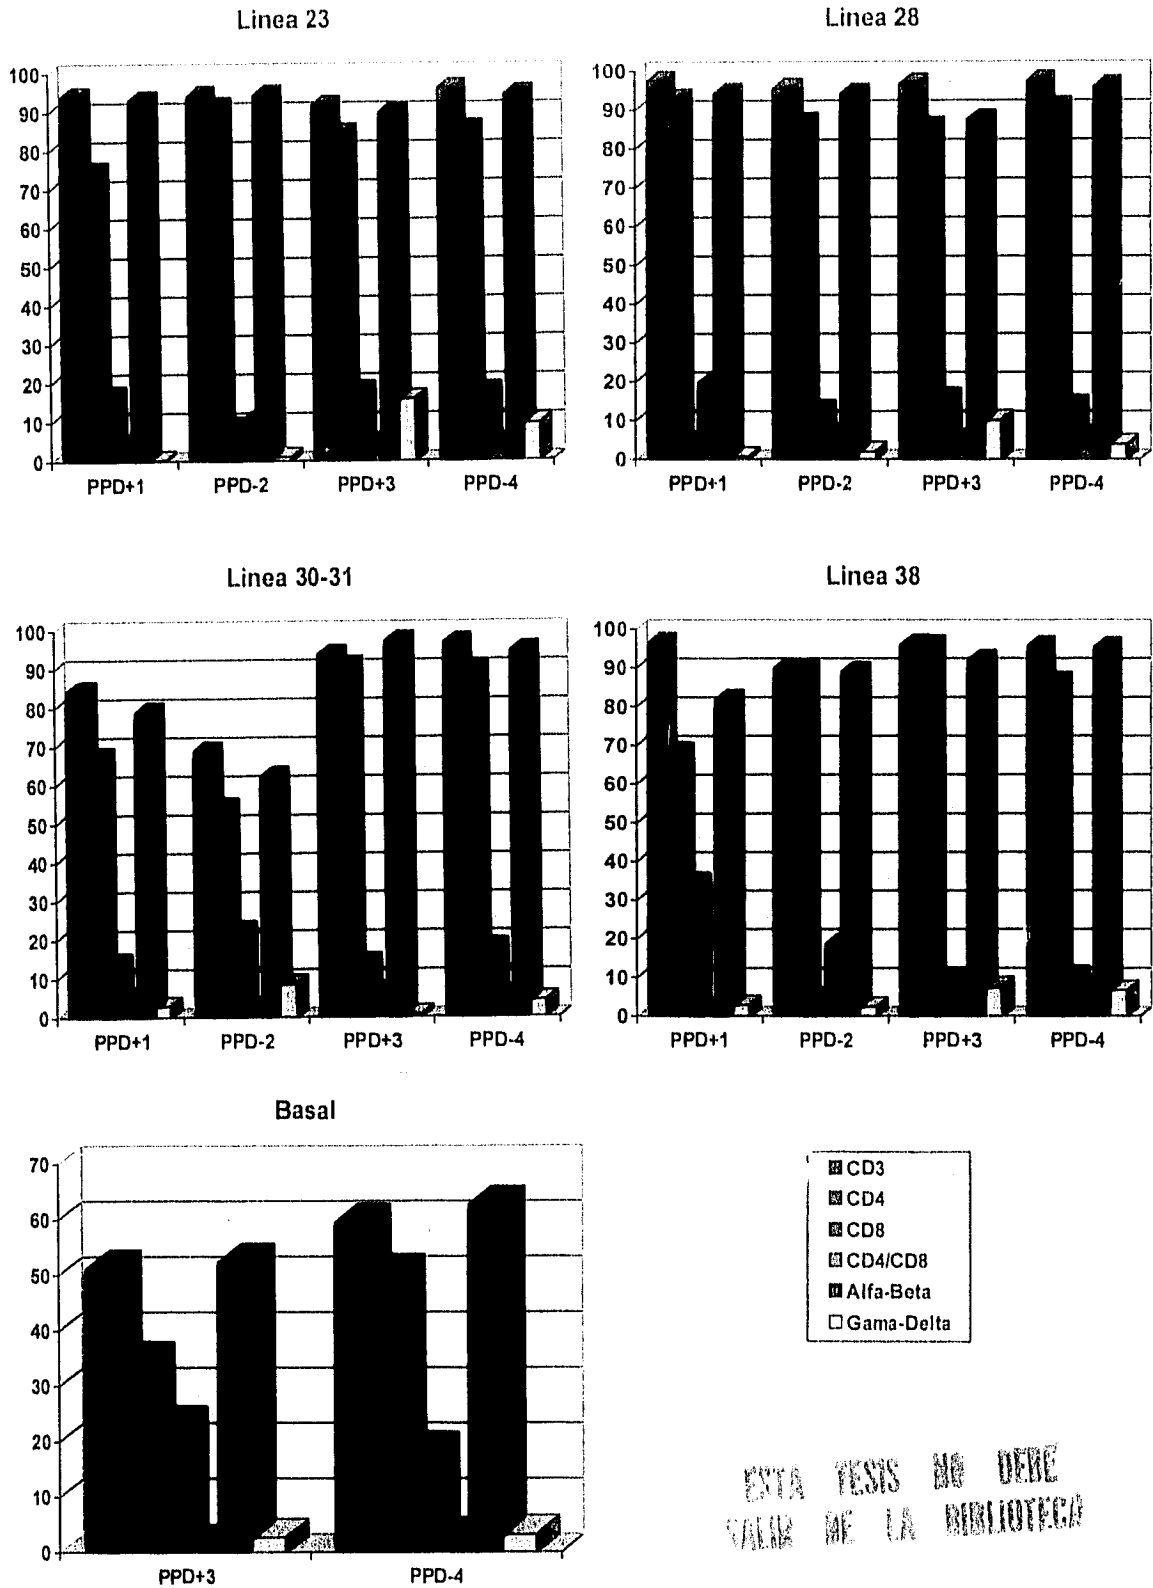 Linea 23
100
90
80
70
60
50
40
30
20
10
0
PPD+1 PPD-2 PPD+3 PPD-4
Linea 28
100
90
80
70
60
50
40
30
20
10
0
PPD+1 PPD-2 PPD+3 PPD-4
Linea 30-31
100
90
80
70
60
50
40
30
20
10
0
PPD+1 PPD-2 PPD+3 PPD-4
Linea 38
100
90
80
70
60
50
40
30
20
10
0
PPD+1 PPD-2 PPD+3 PPD-4
Basal
70
60
50
40
30
20
10
0
PPD+3 PPD-4
CD3
CD4
CD8
CD4/CD8
Alfa-Beta
Gama-Delta
ESTA TESIS NO DEBE
SALIR DE LA BIBLIOTECA